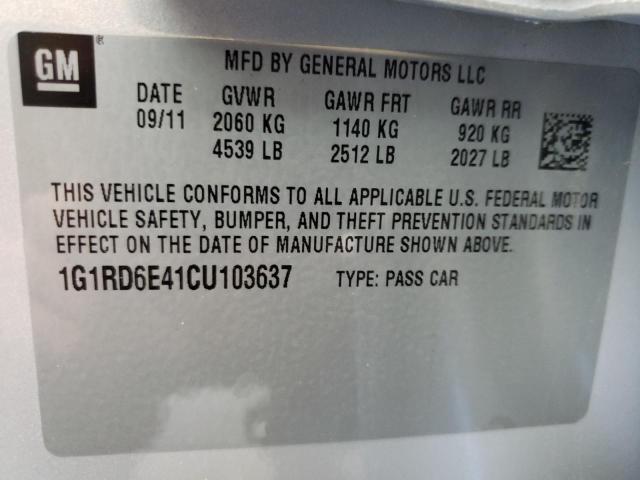 GM
®
MFD BY GENERAL MOTORS LLC
DATE GVWR GAWR FRT GAWR RR
09/11 2060 KG 1140 KG 920 KG
4539 LB 2512 LB 2027 LB
THIS VEHICLE CONFORMS TO ALL APPLICABLE U.S. FEDERAL MOTOR
VEHICLE SAFETY, BUMPER, AND THEFT PREVENTION STANDARDS IN
EFFECT ON THE DATE OF MANUFACTURE SHOWN ABOVE.
1G1RD6E41CU103637 TYPE: PASS CAR